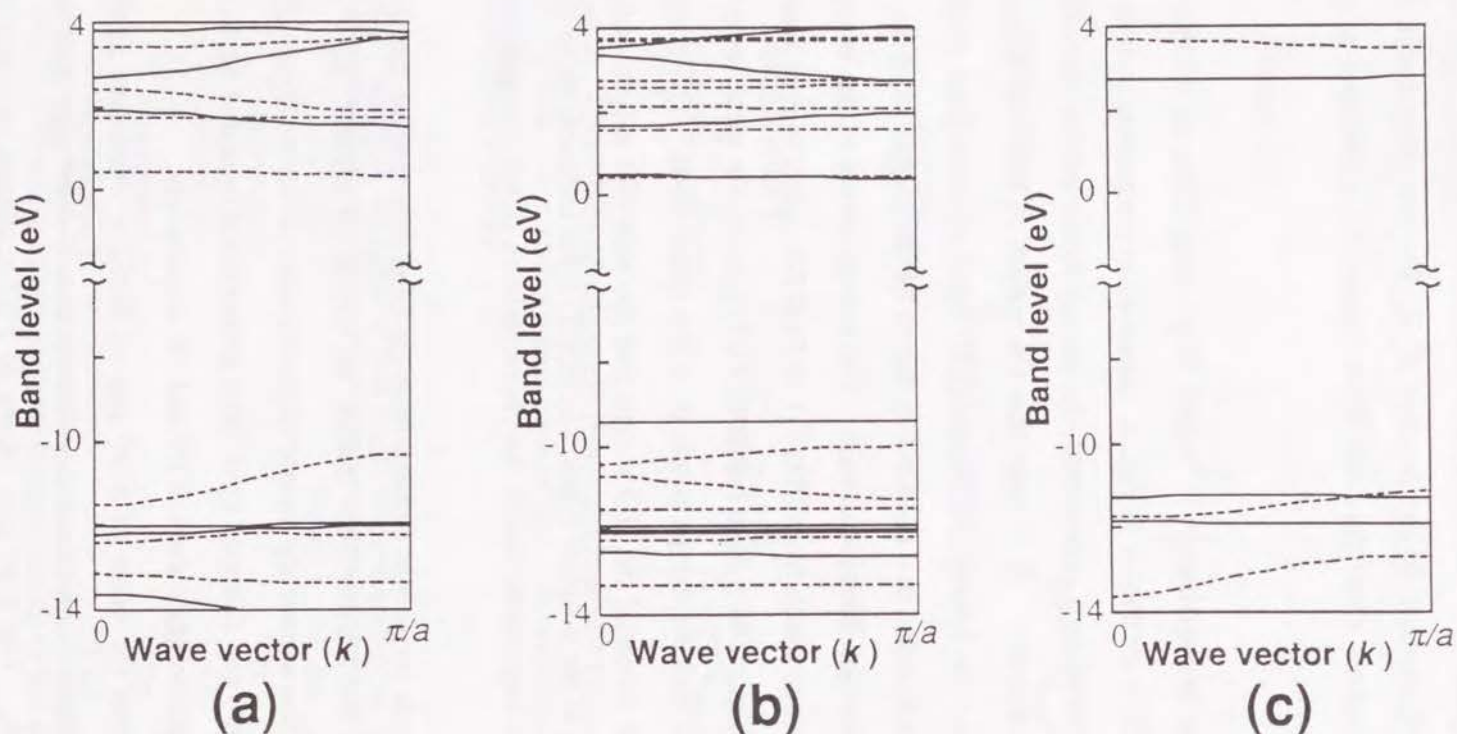 4
0
-10
-14
Band level (eV)
0
π/a
Wave vector (k)
(a)
4
0
-10
-14
Band level (eV)
0
π/a
Wave vector (k)
(b)
4
0
-10
-14
Band level (eV)
0
π/a
Wave vector (k)
(c)